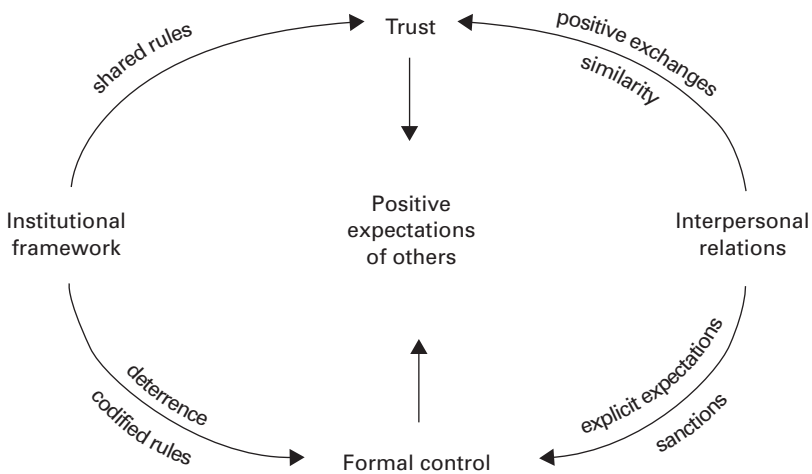 Trust
shared rules
positive exchanges
similarity
Institutional
framework
Positive
expectations
of others
Interpersonal
relations
deterrence
codified rules
explicit expectations
sanctions
Formal control